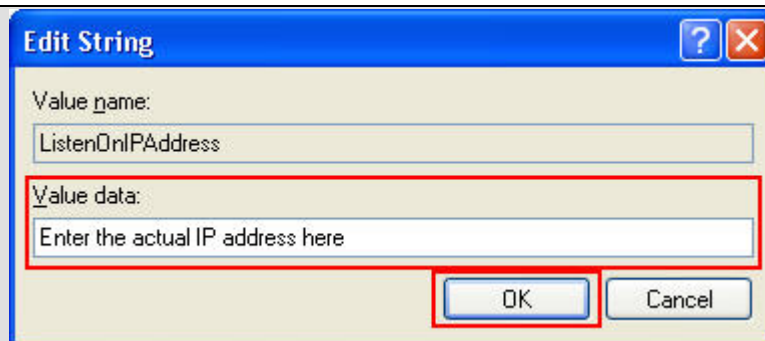 Edit String
Value name:
ListenOnIPAddress
Value data:
Enter the actual IP address here
OK Cancel